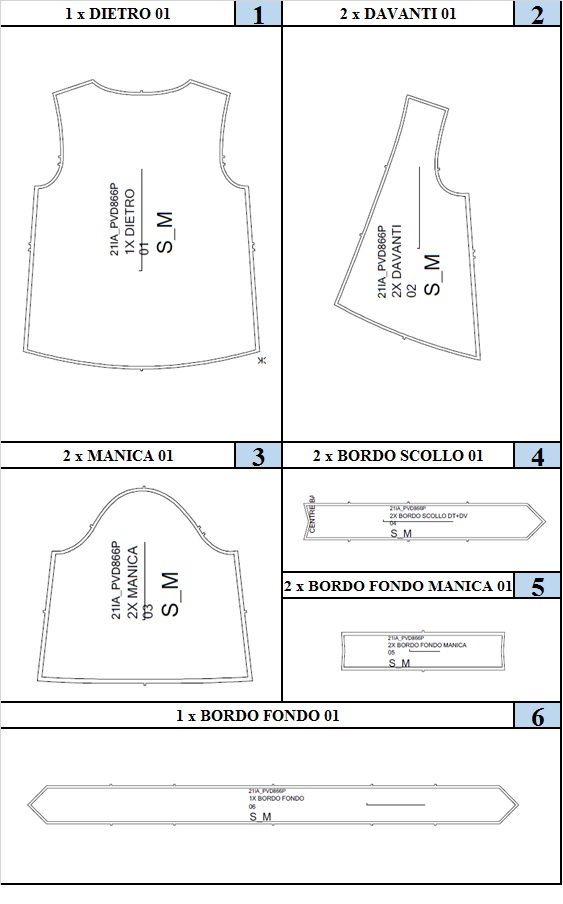 1 x DIETRO 01
1
2 x DAVANTI 01
2
21IA_PVD866P
1X DIETRO
01
S_M
21IA_PVD866P
2X DAVANTI
02
S_M
2 x MANICA 01
3
2 x BORDO SCOLLO 01
4
21IA_PVD866P
2X MANICA
03
S_M
CENTRE
21IA_PVD866P
2X BORDO SCOLLO DT+DV
04
S_M
2 x BORDO FONDO MANICA 01
5
21IA_PVD866P
2X BORDO FONDO MANICA
05
S_M
1 x BORDO FONDO 01
6
21IA_PVD866P
1X BORDO FONDO
06
S_M